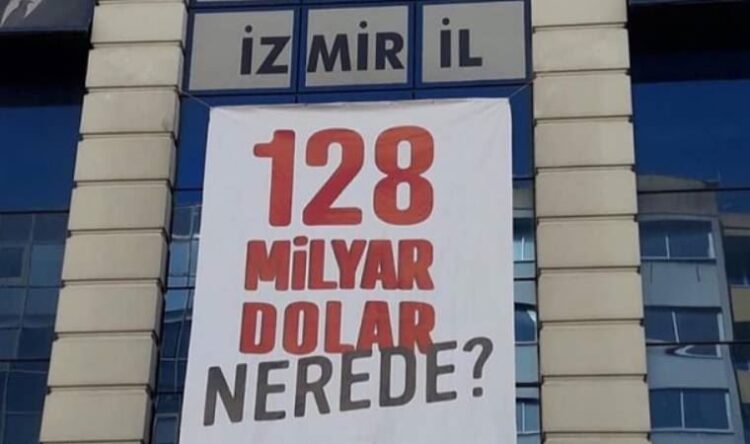 İZMİR İL
128
MİLYAR
DOLAR
NEREDE?